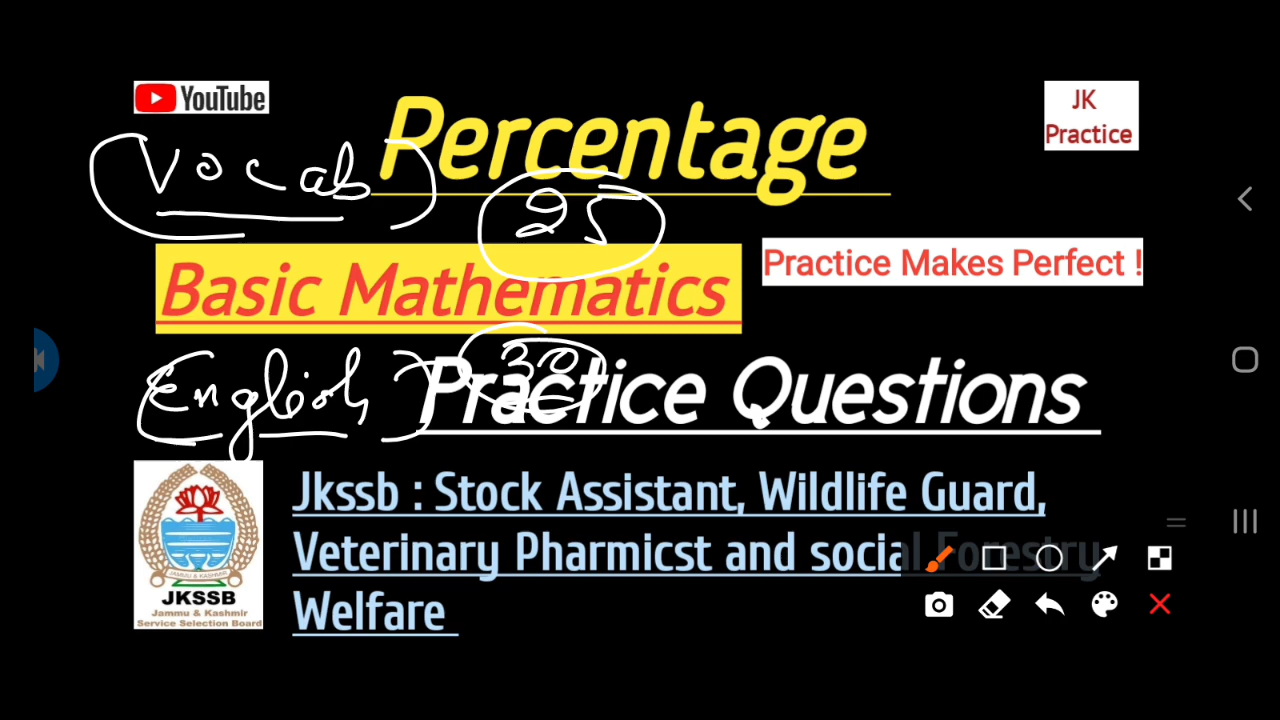 YouTube
JK
Practice
Percentage
Vocab
25
Basic Mathematics
Practice Makes Perfect !
English
30
Practice Questions
JAMMU & KASHMIR
JKSSB
Jammu & Kashmir
Service Selection Board
Jkssb : Stock Assistant, Wildlife Guard,
Veterinary Pharmicst and social Forestry
Welfare